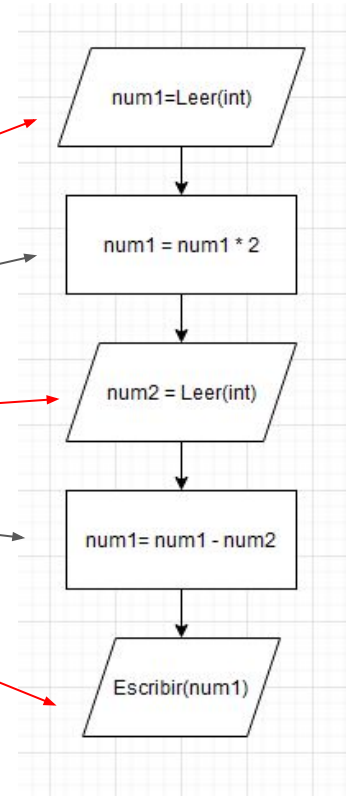 num1=Leer(int)
num1 = num1 * 2
num2 = Leer(int)
num1= num1 - num2
Escribir(num1)